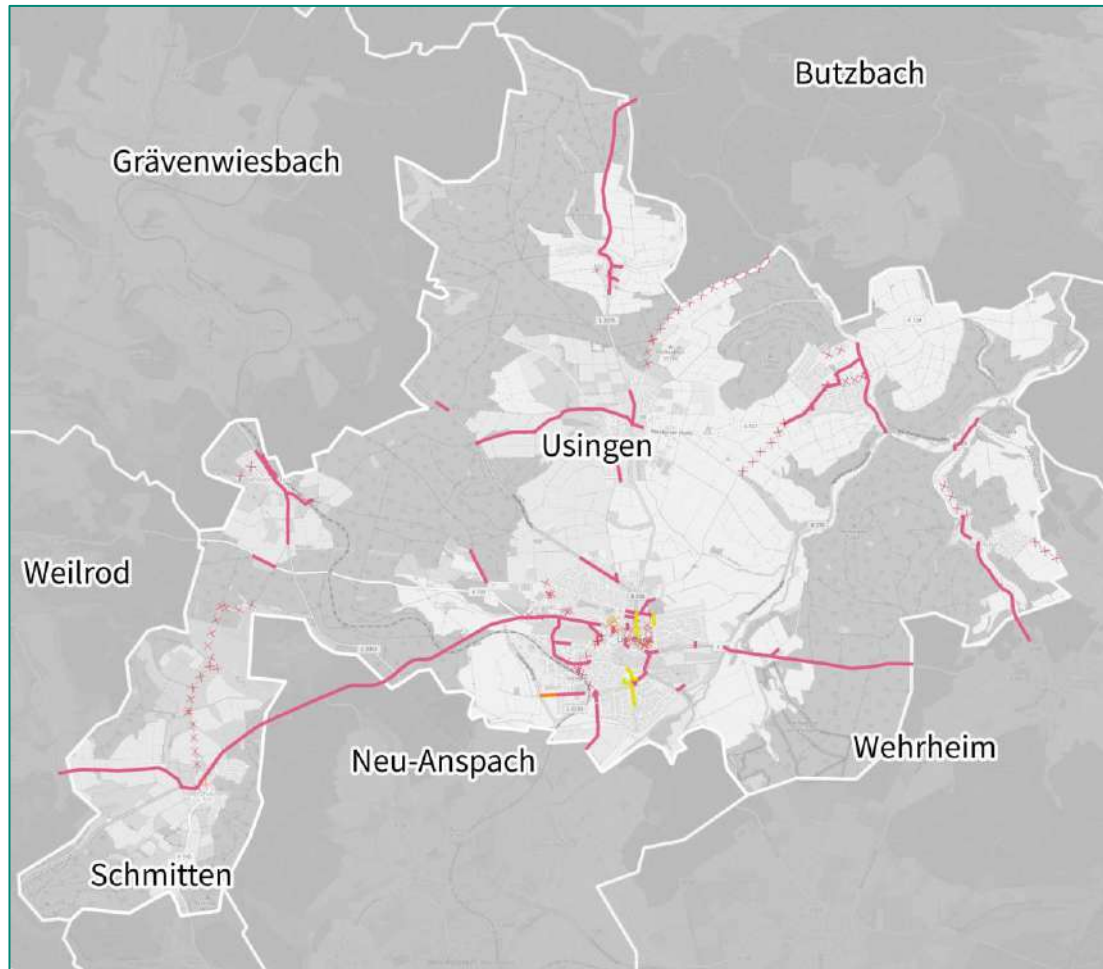 Butzbach
Grävenwiesbach
Usingen
Weilrod
Wehrheim
Neu-Anspach
Schmitten